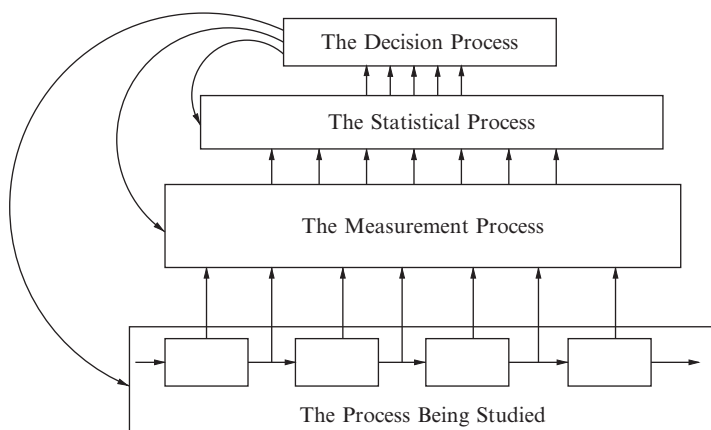 The Decision Process
The Statistical Process
The Measurement Process
The Process Being Studied